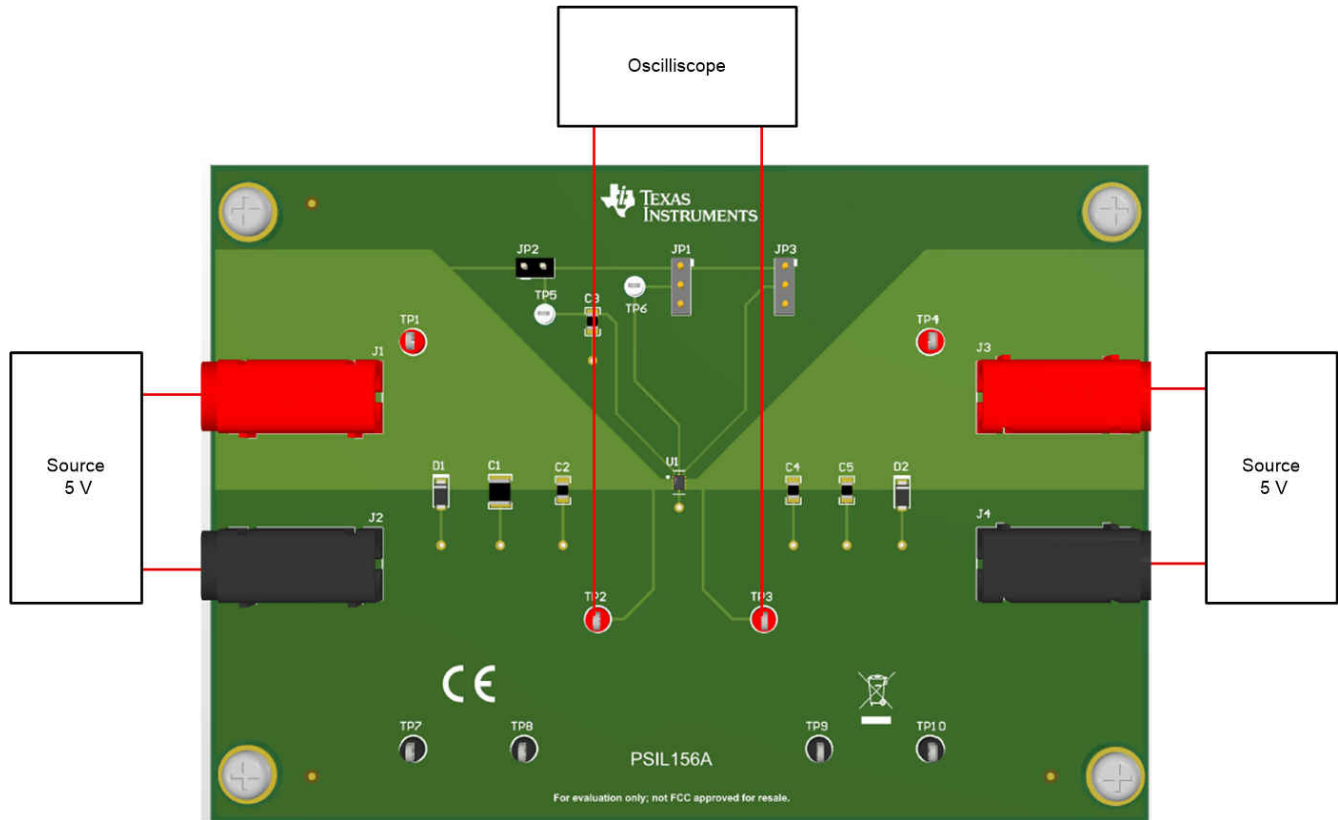 Oscilliscope
TEXAS
INSTRUMENTS
JP2
JP1
JP3
TP5
C3
TP6
TP1
TP4
J1
J3
Source
5 V
Source
5 V
D1
C1
C2
U1
C4
C5
D2
J2
J4
TP2
TP3
CE
TP7
TP8
TP9
TP10
PSIL156A
For evaluation only; not FCC approved for resale.